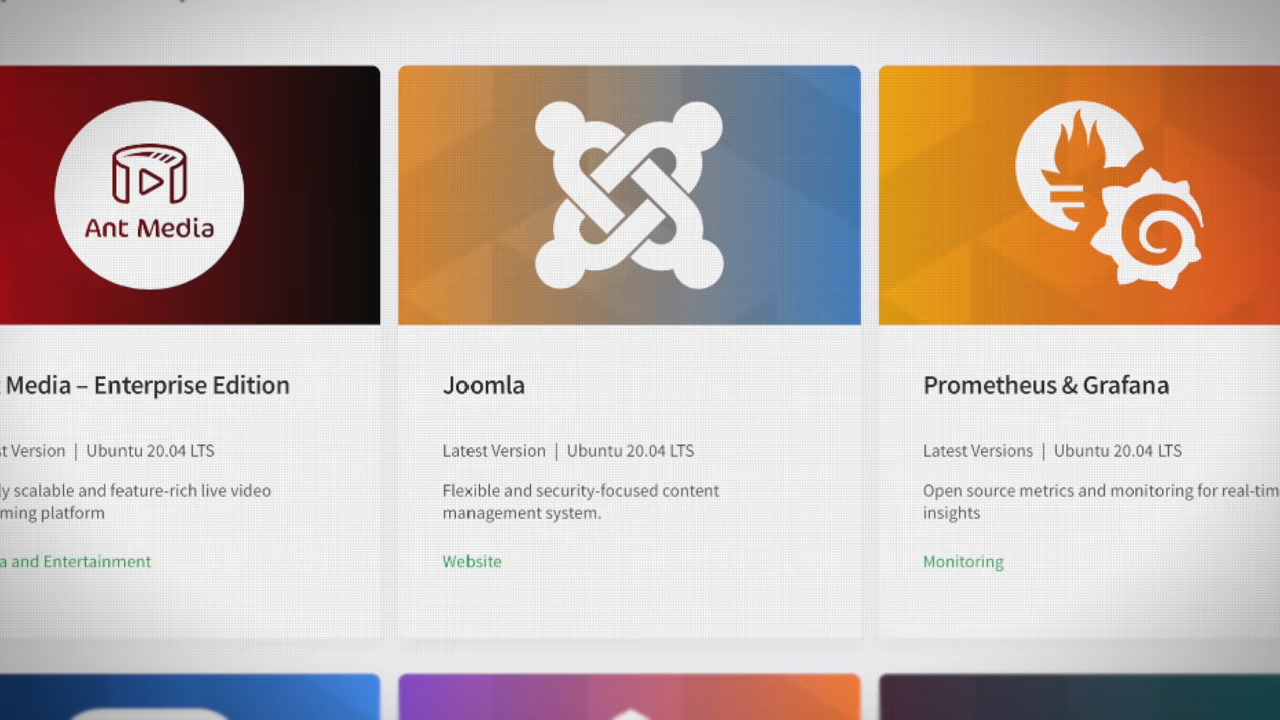 Ant Media
Media – Enterprise Edition
Version | Ubuntu 20.04 LTS
scalable and feature-rich live video
platform
and Entertainment
Joomla
Latest Version | Ubuntu 20.04 LTS
Flexible and security-focused content
management system.
Website
Prometheus & Grafana
Latest Versions | Ubuntu 20.04 LTS
Open source metrics and monitoring for
insights
Monitoring